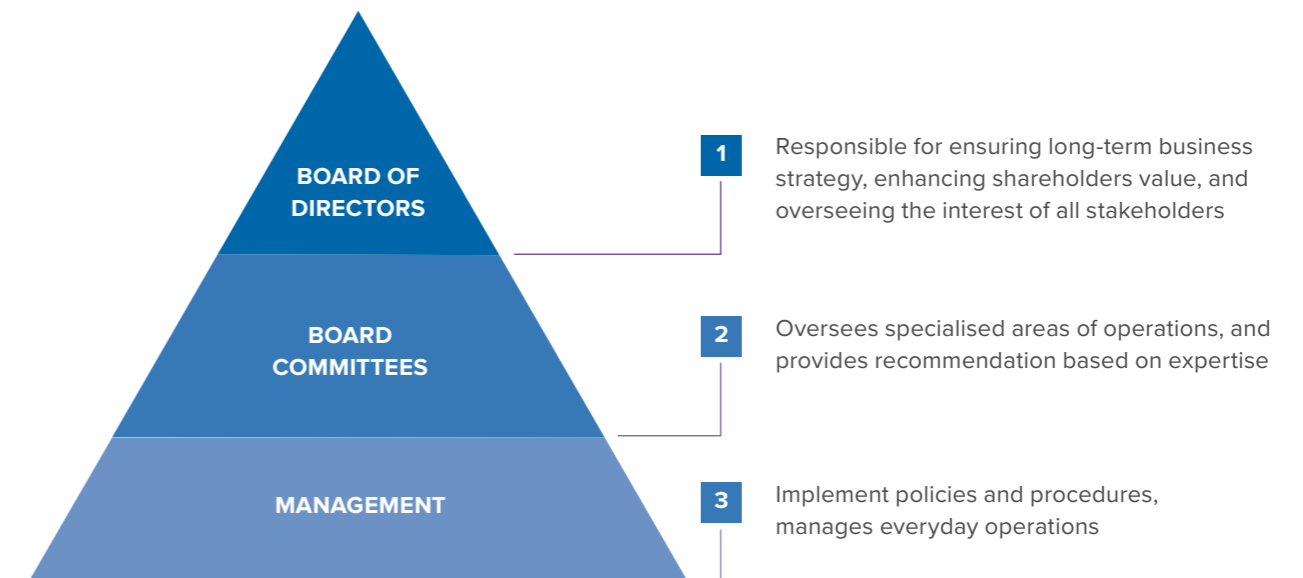 BOARD OF
DIRECTORS
1
Responsible for ensuring long-term business
strategy, enhancing shareholders value, and
overseeing the interest of all stakeholders
BOARD
COMMITTEES
2
Oversees specialised areas of operations, and
provides recommendation based on expertise
MANAGEMENT
3
Implement policies and procedures,
manages everyday operations